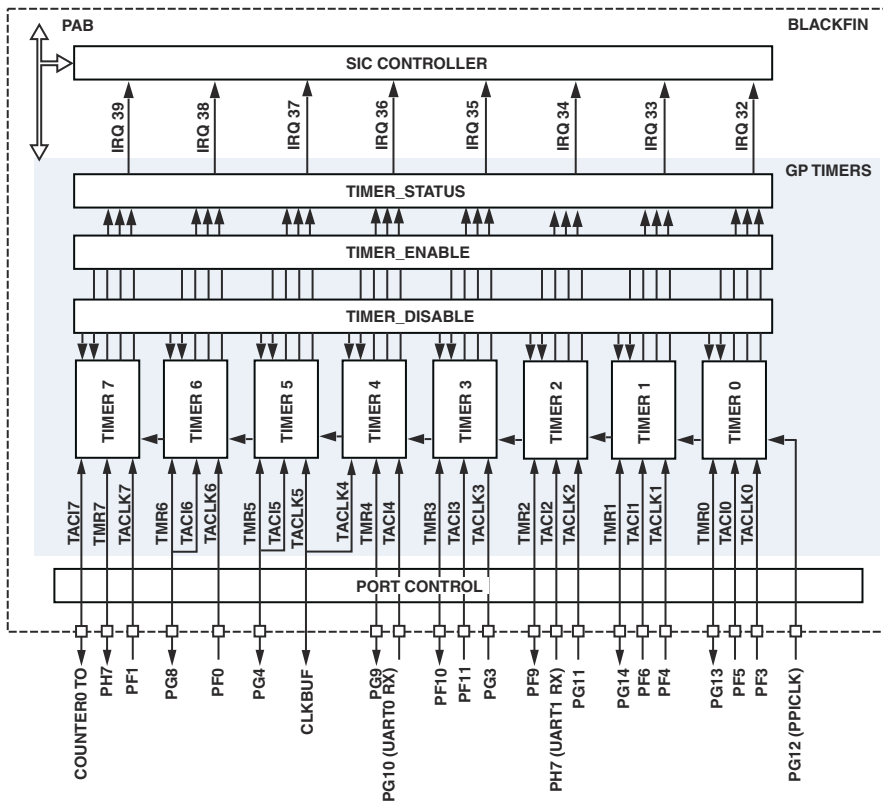 PAB
BLACKFIN
SIC CONTROLLER
IRQ 39
IRQ 38
IRQ 37
IRQ 36
IRQ 35
IRQ 34
IRQ 33
IRQ 32
GP TIMERS
TIMER_STATUS
TIMER_ENABLE
TIMER_DISABLE
TIMER 7
TIMER 6
TIMER 5
TIMER 4
TIMER 3
TIMER 2
TIMER 1
TIMER 0
TACI7
TMR7
TACLK7
TMR6
TACI6
TACLK6
TMR5
TACI5
TACLK5
TACLK4
TMR4
TACI4
TMR3
TACI3
TACLK3
TMR2
TACI2
TACLK2
TMR1
TACI1
TACLK1
TMR0
TACI0
TACLK0
PORT CONTROL
COUNTER0 TO
PH7
PF1
PG8
PF0
PG4
CLKBUF
PG9
PG10 (UART0 RX)
PF10
PF11
PG3
PF9
PH7 (UART1 RX)
PG11
PG14
PF6
PF4
PG13
PF5
PF3
PG12 (PPICLK)